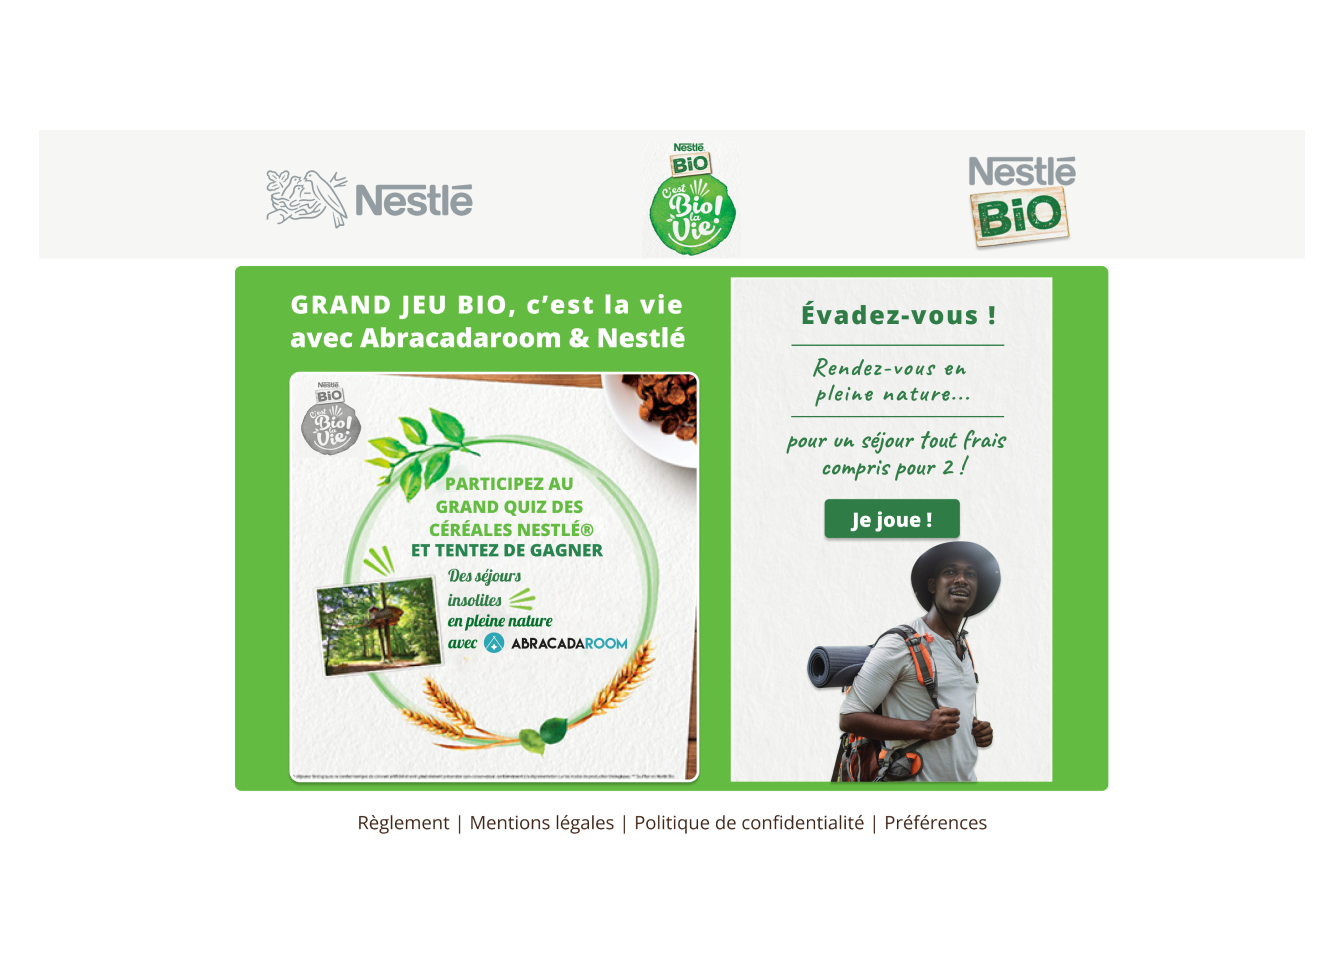 Nestlé
Nestlé
BiO
C'est
Bio!
la
Vie
Nestlé
BiO
GRAND JEU BIO, c’est la vie
avec Abracadaroom & Nestlé
Nestlé
BiO
C'est
Bio!
la
Vie
PARTICIPEZ AU
GRAND QUIZ DES
CÉRÉALES NESTLÉ®
ET TENTEZ DE GAGNER
Des séjours
insolites
en pleine nature
avec ABRACADAROOM
Évadez-vous !
Rendez-vous en
pleine nature...
pour un séjour tout frais
compris pour 2 !
Je joue !
Règlement | Mentions légales | Politique de confidentialité | Préférences